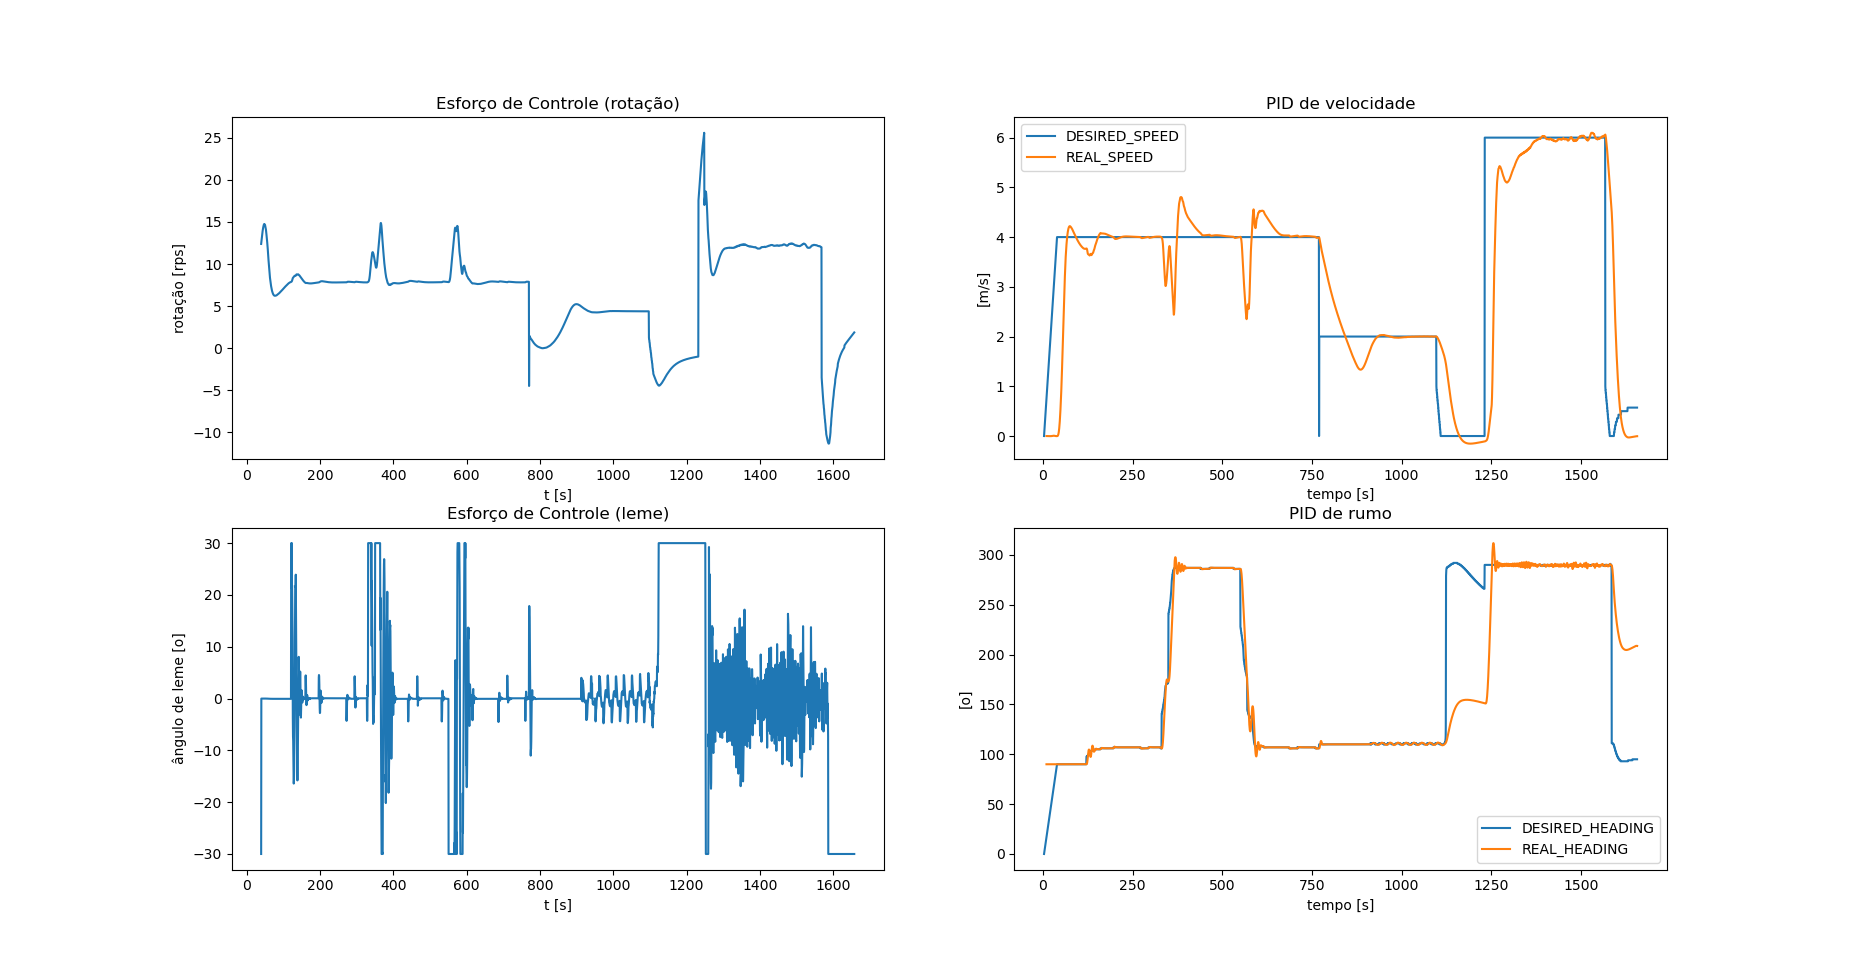 Esforço de Controle (rotação)
rotação [rps]
25
20
15
10
5
0
−5
−10
0 200 400 600 800 1000 1200 1400 1600
t [s]
PID de velocidade
DESIRED_SPEED
REAL_SPEED
[m/s]
6
5
4
3
2
1
0
0 250 500 750 1000 1250 1500
tempo [s]
Esforço de Controle (leme)
ângulo de leme [o]
30
20
10
0
−10
−20
−30
0 200 400 600 800 1000 1200 1400 1600
t [s]
PID de rumo
[o]
300
250
200
150
100
50
0
DESIRED_HEADING
REAL_HEADING
0 250 500 750 1000 1250 1500
tempo [s]